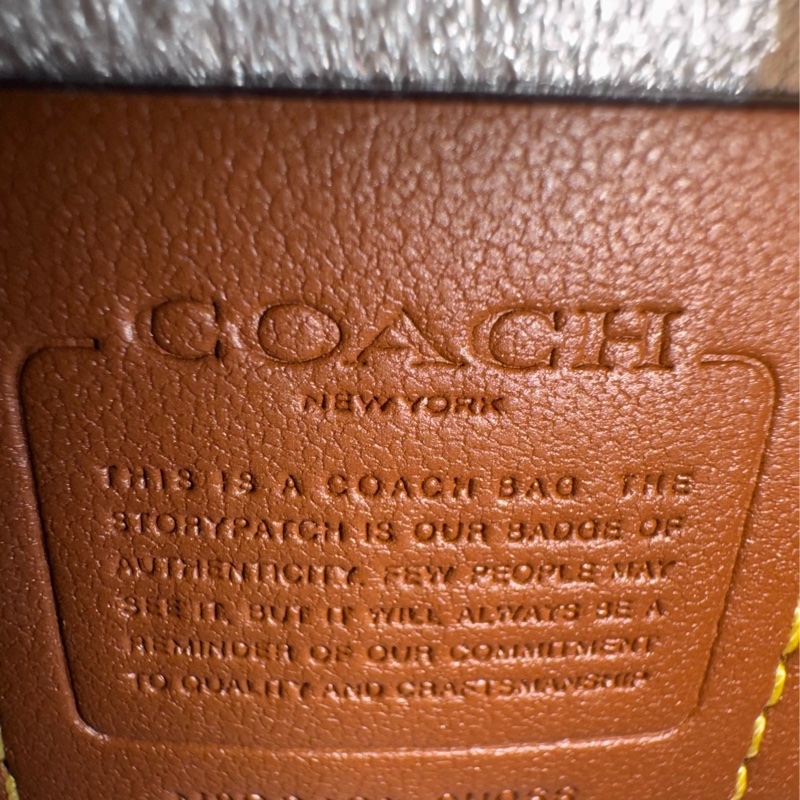 COACH
NEW YORK
THIS IS A COACH BAG. THE
STORYPATCH IS OUR BADGE OF
AUTHENTICITY. FEW PEOPLE MAY
SEE IT, BUT IT WILL ALWAYS BE A
REMINDER OF OUR COMMITMENT
TO QUALITY AND CRAFTSMANSHIP